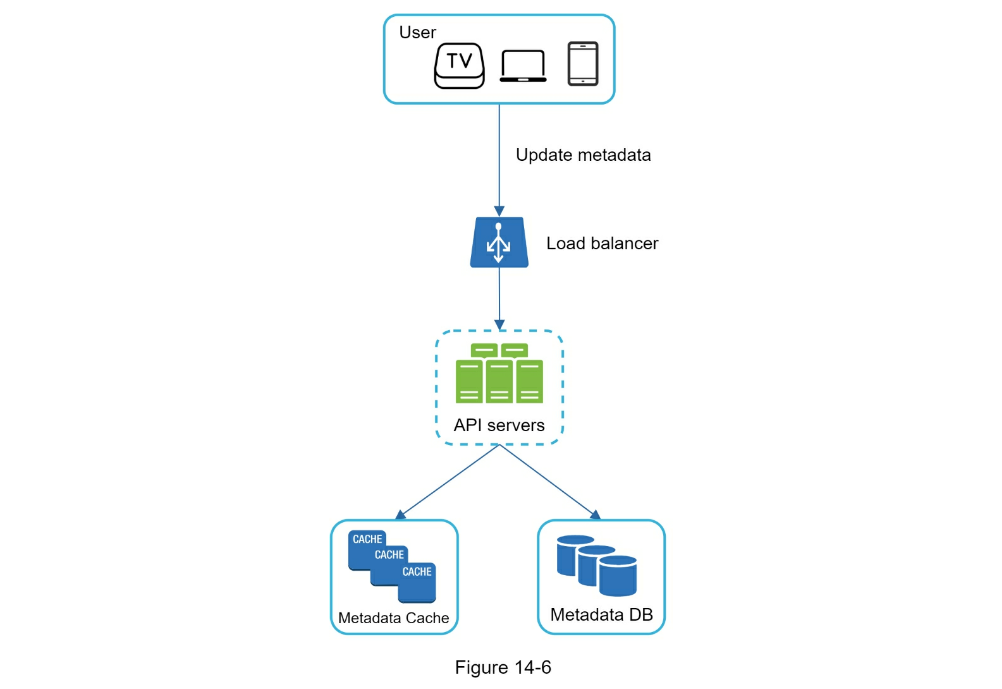 User
TV
Update metadata
Load balancer
API servers
CACHE
CACHE
CACHE
Metadata Cache
Metadata DB
Figure 14-6